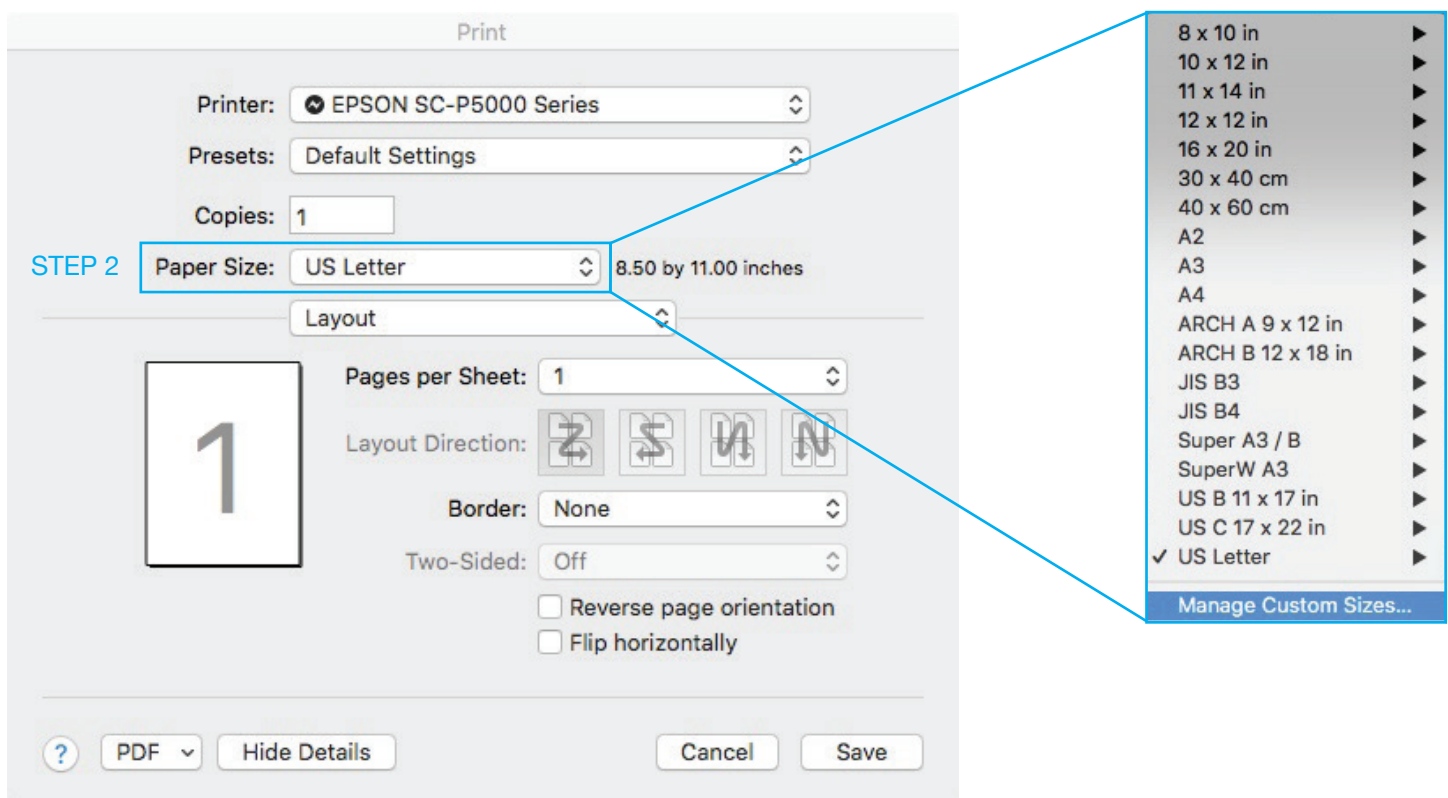 Print
Printer: EPSON SC-P5000 Series
Presets: Default Settings
Copies: 1
STEP 2 Paper Size: US Letter 8.50 by 11.00 inches
Layout
1
Pages per Sheet: 1
Layout Direction:
Border: None
Two-Sided: Off
Reverse page orientation
Flip horizontally
? PDF Hide Details Cancel Save
8 x 10 in
10 x 12 in
11 x 14 in
12 x 12 in
16 x 20 in
30 x 40 cm
40 x 60 cm
A2
A3
A4
ARCH A 9 x 12 in
ARCH B 12 x 18 in
JIS B3
JIS B4
Super A3 / B
SuperW A3
US B 11 x 17 in
US C 17 x 22 in
✓ US Letter
Manage Custom Sizes...